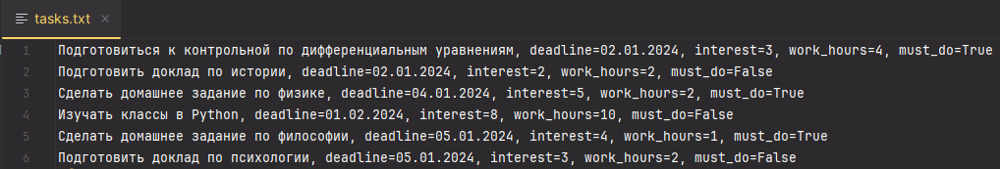 tasks.txt ×
1 Подготовиться к контрольной по дифференциальным уравнениям, deadline=02.01.2024, interest=3, work_hours=4, must_do=True
2 Подготовить доклад по истории, deadline=02.01.2024, interest=2, work_hours=2, must_do=False
3 Сделать домашнее задание по физике, deadline=04.01.2024, interest=5, work_hours=2, must_do=True
4 Изучать классы в Python, deadline=01.02.2024, interest=8, work_hours=10, must_do=False
5 Сделать домашнее задание по философии, deadline=05.01.2024, interest=4, work_hours=1, must_do=True
6 Подготовить доклад по психологии, deadline=05.01.2024, interest=3, work_hours=2, must_do=False